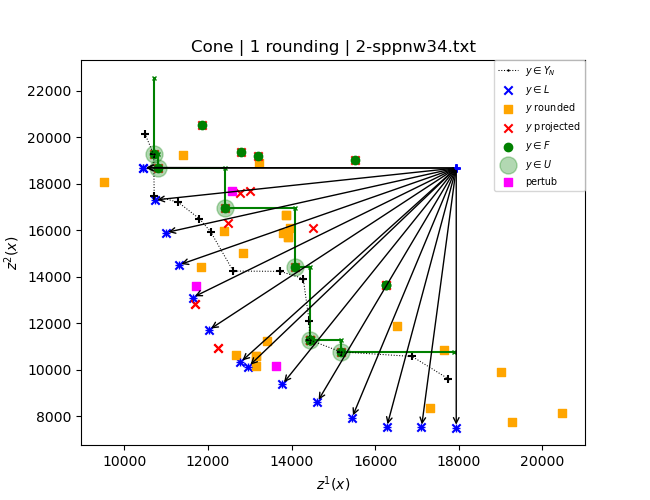 Cone | 1 rounding | 2-sppnw34.txt
y ∈ Y_N
y ∈ L
y rounded
y projected
y ∈ F
y ∈ U
pertub
z²(x)
22000
20000
18000
16000
14000
12000
10000
8000
10000 12000 14000 16000 18000 20000
z¹(x)